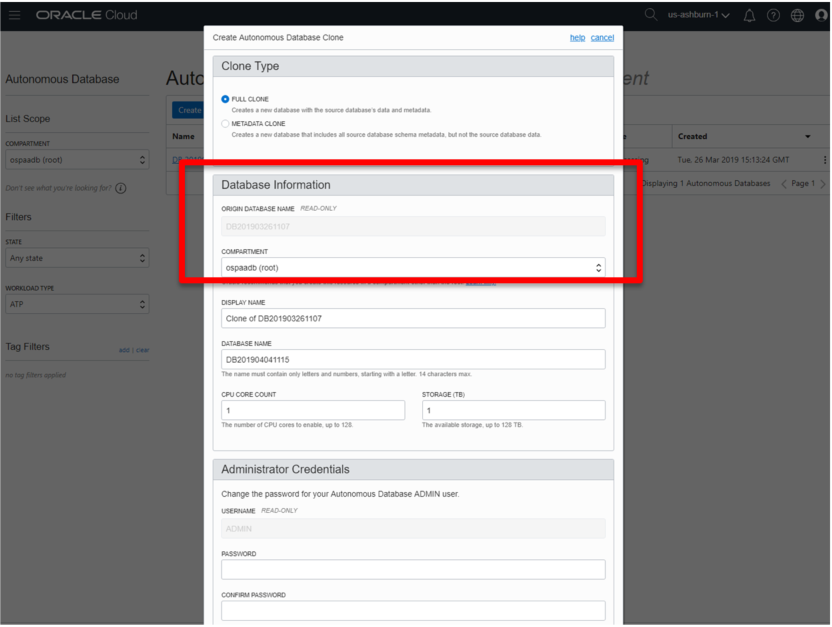 ORACLE Cloud
us-ashburn-1
Create Autonomous Database Clone
help cancel
Clone Type
FULL CLONE
Creates a new database with the source database's data and metadata.
METADATA CLONE
Creates a new database that includes all source database schema metadata, but not the source database data.
Autonomous Database
List Scope
COMPARTMENT
ospaadb (root)
Don't see what you're looking for?
Filters
STATE
Any state
WORKLOAD TYPE
ATP
Tag Filters
add | clear
no tag filters applied
Auto
ent
Create
Name
Created
Tue, 26 Mar 2019 15:13:24 GMT
Displaying 1 Autonomous Databases
Page 1
Database Information
ORIGIN DATABASE NAME READ-ONLY
DB201903261107
COMPARTMENT
ospaadb (root)
DISPLAY NAME
Clone of DB201903261107
DATABASE NAME
DB201904041115
The name must contain only letters and numbers, starting with a letter. 14 characters max.
CPU CORE COUNT
1
The number of CPU cores to enable, up to 128.
STORAGE (TB)
1
The available storage, up to 128 TB.
Administrator Credentials
Change the password for your Autonomous Database ADMIN user.
USERNAME READ-ONLY
ADMIN
PASSWORD
CONFIRM PASSWORD